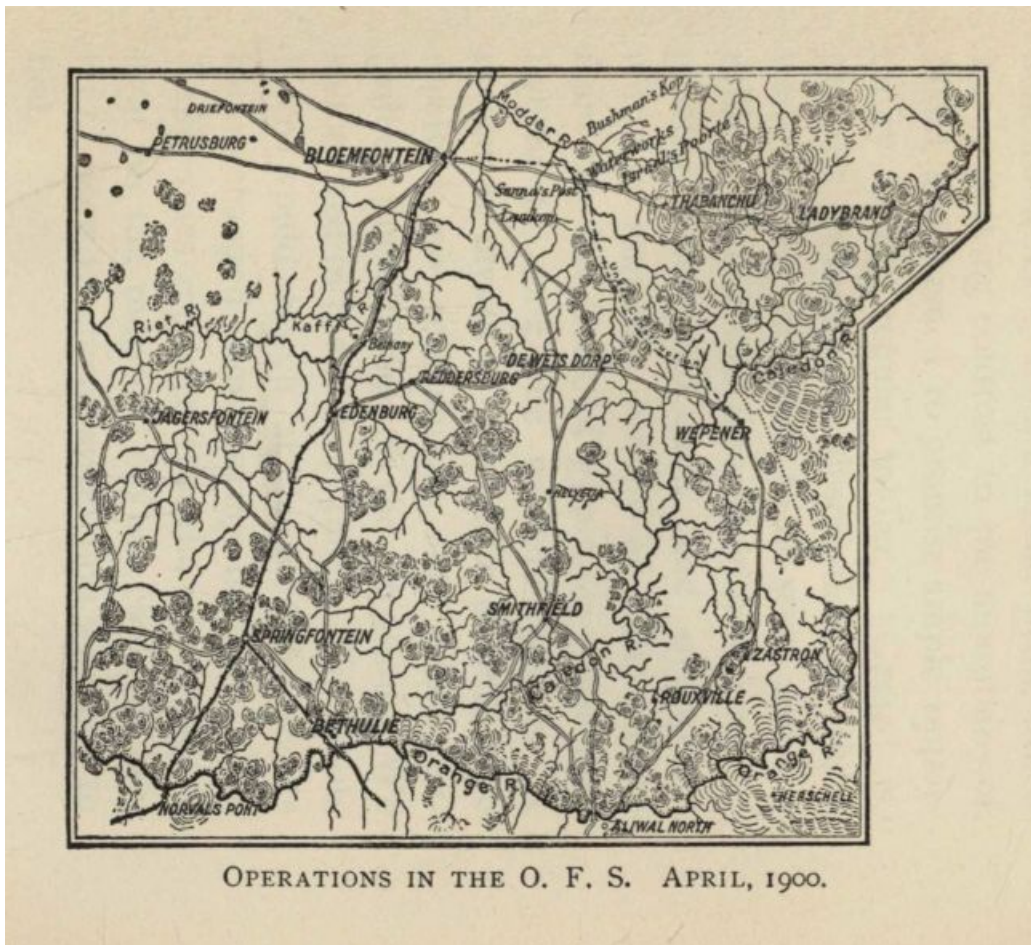 Moddar R.
Bushman's Kop
DRIEFONTEIN
PETRUSBURG
BLOEMFONTEIN
Waterworks
Israel's Poorte
Sanna's Post
THABANCHU
LADYBRAND
Riet R.
Kaffir R.
Bethany
DEWETS DORP
Caledon R.
REDDERSBURG
JAGERSFONTEIN
EDENBURG
WEPENER
HELVETIA
SMITHFIELD
SPRINGFONTEIN
Caledon R.
ZASTRON
ROUXVILLE
BETHULIE
Orange R.
Orange R.
NORVALS PONT
HERSCHELL
ALIWAL NORTH
OPERATIONS IN THE O. F. S. APRIL, 1900.